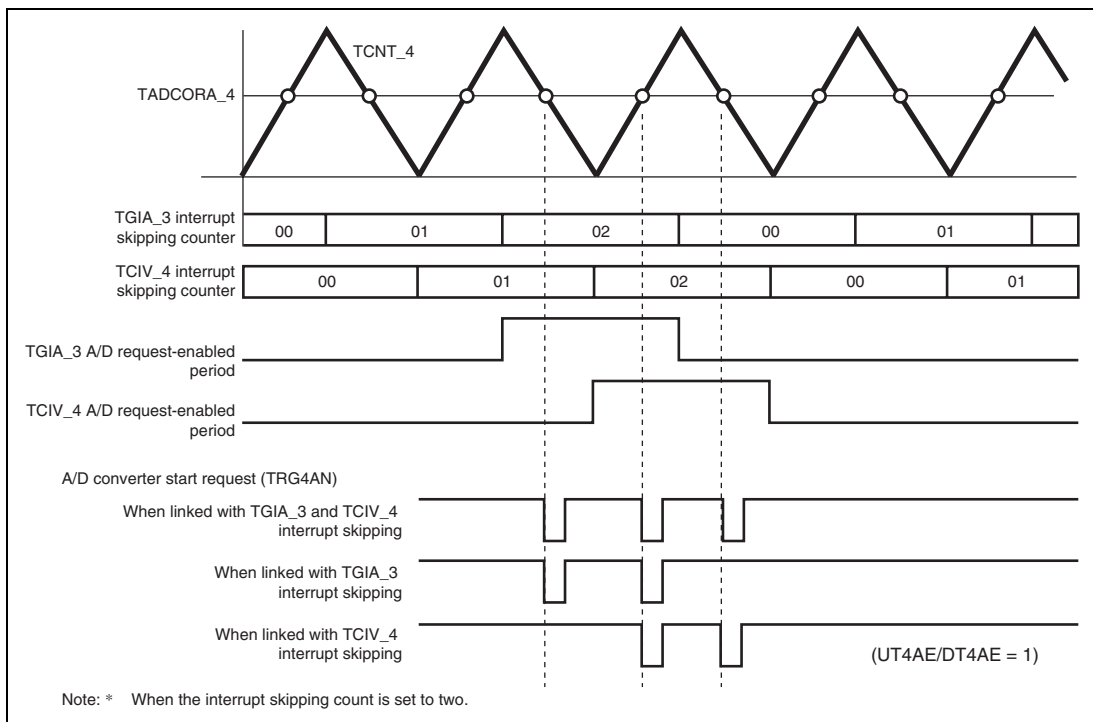 TCNT_4
TADCORA_4
TGIA_3 interrupt
skipping counter
00 01 02 00 01
TCIV_4 interrupt
skipping counter
00 01 02 00 01
TGIA_3 A/D request-enabled
period
TCIV_4 A/D request-enabled
period
A/D converter start request (TRG4AN)
When linked with TGIA_3 and TCIV_4
interrupt skipping
When linked with TGIA_3
interrupt skipping
When linked with TCIV_4
interrupt skipping
(UT4AE/DT4AE = 1)
Note: * When the interrupt skipping count is set to two.